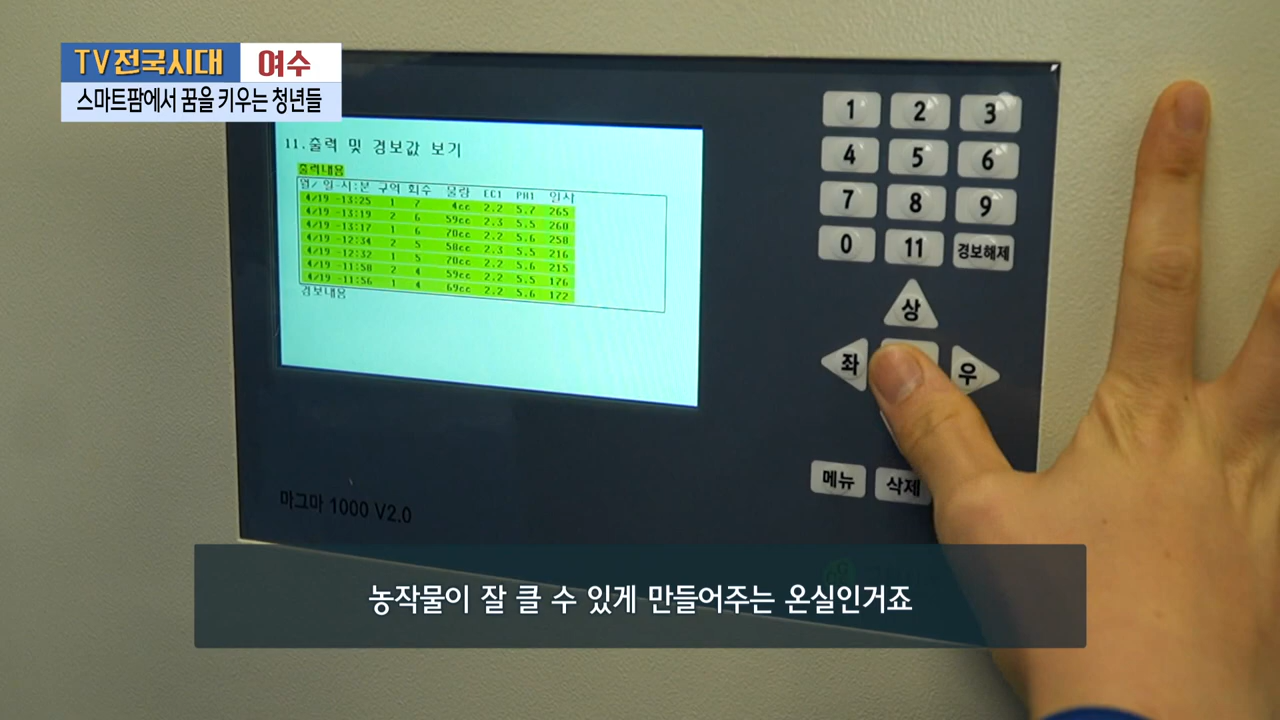 TV전국시대 여수
스마트팜에서 꿈을 키우는 청년들
11.출력 및 경보값 보기
출력내용
월/ 일-시:분 구역 회수 물량 EC1 PH1 일사
4/19 -13:25 1 7 4cc 2.2 5.7 265
4/19 -13:19 2 6 59cc 2.3 5.5 260
4/19 -13:17 1 6 70cc 2.2 5.6 258
4/19 -12:34 2 5 58cc 2.3 5.5 216
4/19 -12:32 1 5 70cc 2.2 5.6 215
4/19 -11:58 2 4 59cc 2.2 5.5 176
4/19 -11:56 1 4 69cc 2.2 5.6 172
경보내용
1 2 3
4 5 6
7 8 9
0 11 경보해제
상
좌 우
메뉴 삭제
마그마 1000 V2.0
농작물이 잘 클 수 있게 만들어주는 온실인거죠